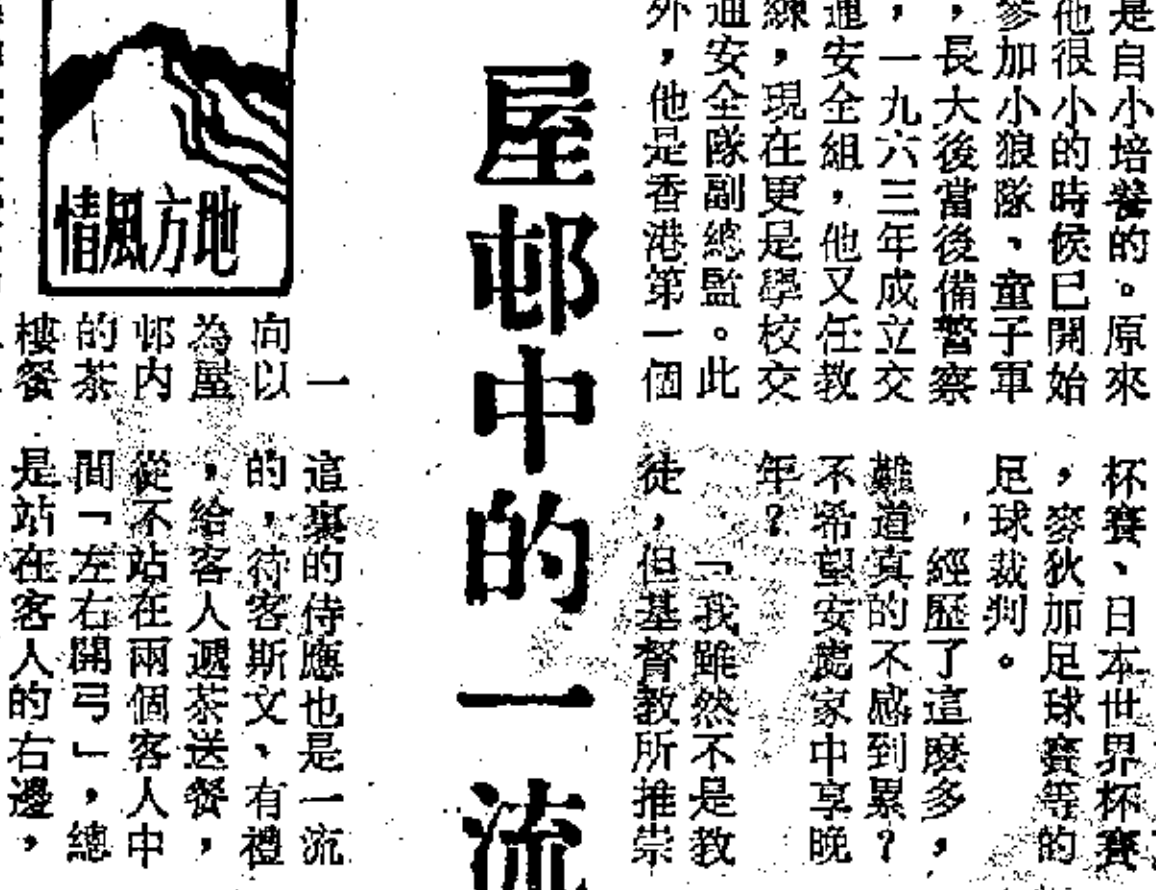 是自小培養的。原來
他很小的時候已開始
參加小狼隊、童子軍
，長大後當後備警察
，一九六三年成立交
通安全組，他又任教
練，現在更是學校交
通安全隊副總監。此
外，他是香港第一個
杯賽、日本世界杯賽
，麥狄加足球賽等的
足球裁判。
，經歷了這麼多，
難道真的不感到累？
不希望安享家中享晚
年？
「我雖然不是教
徒，但基督教所推崇
屋邨中的一流
地方風情
一
向以
為屋
邨內
的茶
樓餐
這裏的侍應也是一流
的，待客斯文、有禮
，給客人遞茶送餐，
從不站在兩個客人中
間「左右開弓」，總
是站在客人的右邊，